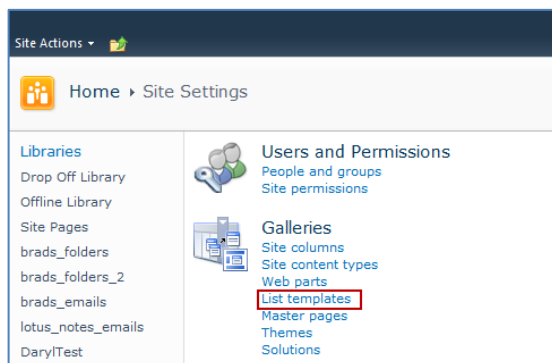 Site Actions
Home ▸ Site Settings
Libraries
Drop Off Library
Offline Library
Site Pages
brads_folders
brads_folders_2
brads_emails
lotus_notes_emails
DarylTest
Users and Permissions
People and groups
Site permissions
Galleries
Site columns
Site content types
Web parts
List templates
Master pages
Themes
Solutions